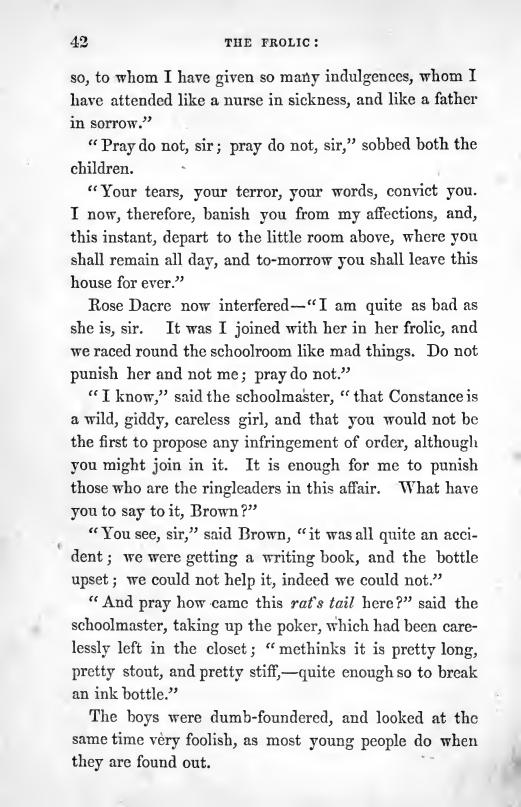 42 THE FROLIC:
so, to whom I have given so many indulgences, whom I
have attended like a nurse in sickness, and like a father
in sorrow.”
“Pray do not, sir; pray do not, sir,” sobbed both the
children.
“Your tears, your terror, your words, convict you.
I now, therefore, banish you from my affections, and,
this instant, depart to the little room above, where you
shall remain all day, and to-morrow you shall leave this
house for ever.”
Rose Dacre now interfered—“I am quite as bad as
she is, sir. It was I joined with her in her frolic, and
we raced round the schoolroom like mad things. Do not
punish her and not me; pray do not.”
“I know,” said the schoolmaster, “that Constance is
a wild, giddy, careless girl, and that you would not be
the first to propose any infringement of order, although
you might join in it. It is enough for me to punish
those who are the ringleaders in this affair. What have
you to say to it, Brown?”
“You see, sir,” said Brown, “it was all quite an acci-
dent; we were getting a writing book, and the bottle
upset; we could not help it, indeed we could not.”
“And pray how came this rat's tail here?” said the
schoolmaster, taking up the poker, which had been care-
lessly left in the closet; “methinks it is pretty long,
pretty stout, and pretty stiff,—quite enough so to break
an ink bottle.”
The boys were dumb-foundered, and looked at the
same time very foolish, as most young people do when
they are found out.